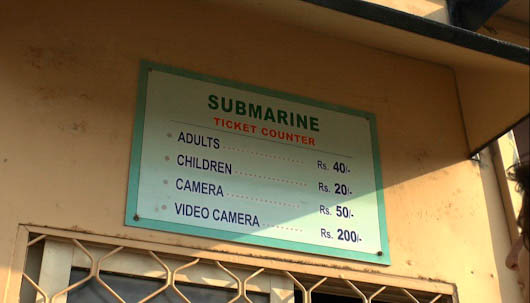 SUBMARINE
TICKET COUNTER
ADULTS .................... Rs. 40/-
CHILDREN ................ Rs. 20/-
CAMERA .................. Rs. 50/-
VIDEO CAMERA ........... Rs. 200/-